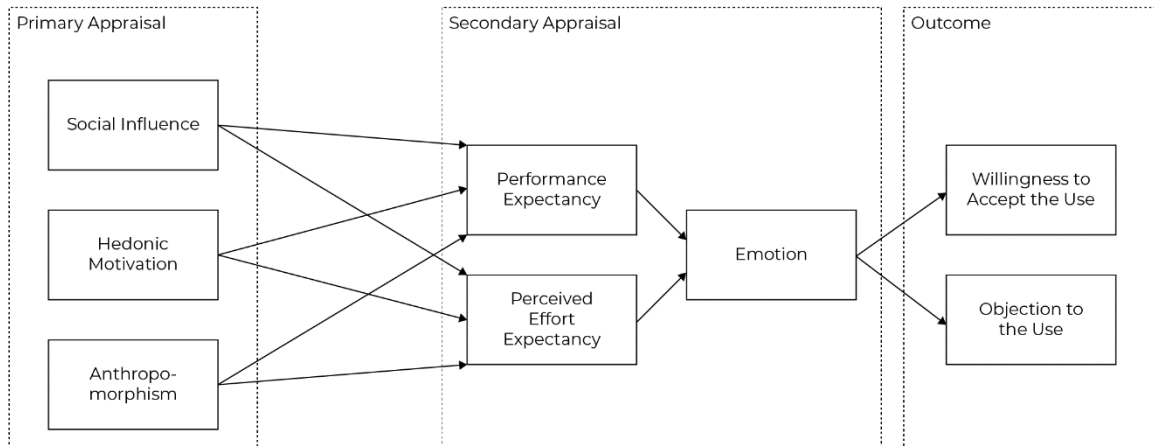 Primary Appraisal
Secondary Appraisal
Outcome
Social Influence
Hedonic
Motivation
Anthropo-
morphism
Performance
Expectancy
Perceived
Effort
Expectancy
Emotion
Willingness to
Accept the Use
Objection to
the Use